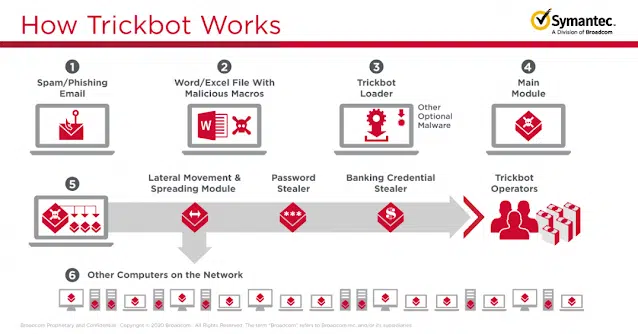 How Trickbot Works
Symantec.
A Division of Broadcom
1
Spam/Phishing
Email
2
Word/Excel File With
Malicious Macros
W
3
Trickbot
Loader
Other
Optional
Malware
4
Main
Module
5
Lateral Movement &
Spreading Module
Password
Stealer
***
Banking Credential
Stealer
$
Trickbot
Operators
6
Other Computers on the Network
Broadcom Proprietary and Confidential. Copyright © 2020 Broadcom. All Rights Reserved. The term "Broadcom" refers to Broadcom Inc. and/or its subsidiaries.